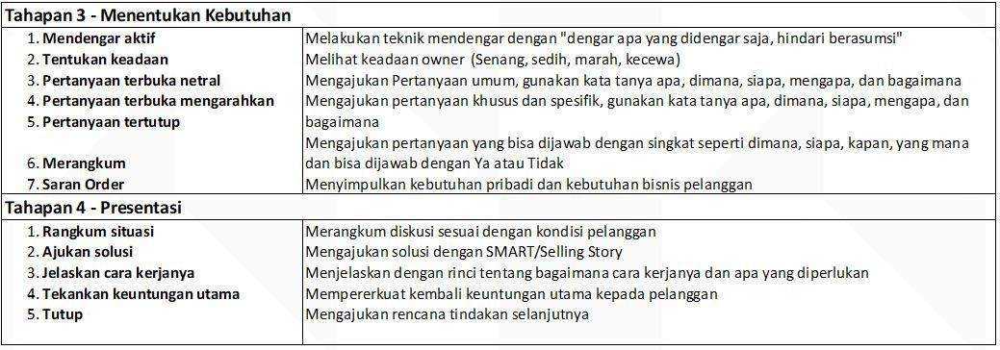 Tahapan 3 - Menentukan Kebutuhan
1. Mendengar aktif Melakukan teknik mendengar dengan "dengar apa yang didengar saja, hindari berasumsi"
2. Tentukan keadaan Melihat keadaan owner (Senang, sedih, marah, kecewa)
3. Pertanyaan terbuka netral Mengajukan Pertanyaan umum, gunakan kata tanya apa, dimana, siapa, mengapa, dan bagaimana
4. Pertanyaan terbuka mengarahkan Mengajukan pertanyaan khusus dan spesifik, gunakan kata tanya apa, dimana, siapa, mengapa, dan
5. Pertanyaan tertutup bagaimana
Mengajukan pertanyaan yang bisa dijawab dengan singkat seperti dimana, siapa, kapan, yang mana
6. Merangkum dan bisa dijawab dengan Ya atau Tidak
7. Saran Order Menyimpulkan kebutuhan pribadi dan kebutuhan bisnis pelanggan
Tahapan 4 - Presentasi
1. Rangkum situasi Merangkum diskusi sesuai dengan kondisi pelanggan
2. Ajukan solusi Mengajukan solusi dengan SMART/Selling Story
3. Jelaskan cara kerjanya Menjelaskan dengan rinci tentang bagaimana cara kerjanya dan apa yang diperlukan
4. Tekankan keuntungan utama Mempererkuat kembali keuntungan utama kepada pelanggan
5. Tutup Mengajukan rencana tindakan selanjutnya